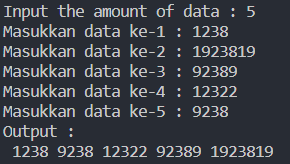 Input the amount of data : 5
Masukkan data ke-1 : 1238
Masukkan data ke-2 : 1923819
Masukkan data ke-3 : 92389
Masukkan data ke-4 : 12322
Masukkan data ke-5 : 9238
Output :
 1238 9238 12322 92389 1923819